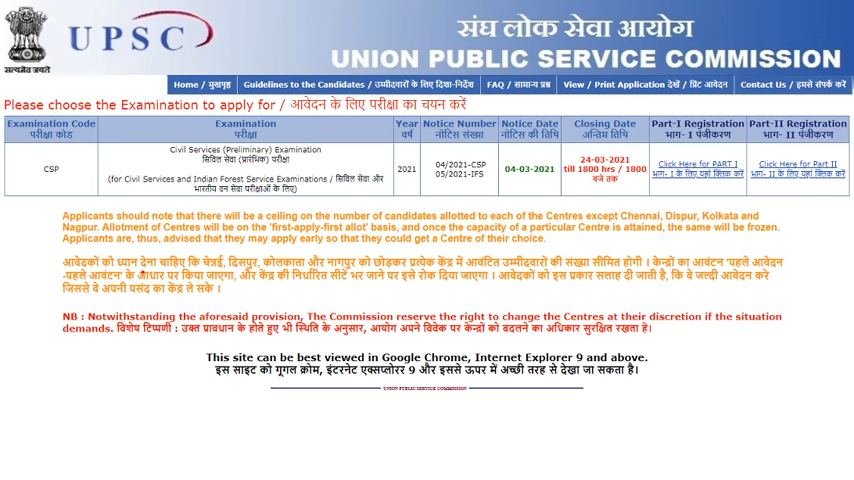 सत्यमेव जयते
UPSC
संघ लोक सेवा आयोग
UNION PUBLIC SERVICE COMMISSION
Home / मुखपृष्ठ Guidelines to the Candidates / उम्मीदवारों के लिए दिशा-निर्देश FAQ / सामान्य प्रश्न View / Print Application देखें / प्रिंट आवेदन Contact Us / हमसे संपर्क करें
Please choose the Examination to apply for / आवेदन के लिए परीक्षा का चयन करें
Examination Code Examination Year Notice Number Notice Date Closing Date Part-I Registration Part-II Registration
परीक्षा कोड परीक्षा वर्ष नोटिस संख्या नोटिस की तिथि अन्तिम तिथि भाग- I पंजीकरण भाग- II पंजीकरण
CSP
Civil Services (Preliminary) Examination
सिविल सेवा (प्रारंभिक) परीक्षा
(for Civil Services and Indian Forest Service Examinations / सिविल सेवा और
भारतीय वन सेवा परीक्षाओं के लिए)
2021
04/2021-CSP
05/2021-IFS
04-03-2021
24-03-2021
till 1800 hrs / 1800
बजे तक
Click Here for PART I
भाग- I के लिए यहां क्लिक करें
Click Here for Part II
भाग- II के लिए यहां क्लिक करें
Applicants should note that there will be a ceiling on the number of candidates allotted to each of the Centres except Chennai, Dispur, Kolkata and
Nagpur. Allotment of Centres will be on the 'first-apply-first allot' basis, and once the capacity of a particular Centre is attained, the same will be frozen.
Applicants are, thus, advised that they may apply early so that they could get a Centre of their choice.
आवेदकों को ध्यान देना चाहिए कि चेन्नई, दिसपुर, कोलकाता और नागपुर को छोड़कर प्रत्येक केंद्र में आवंटित उम्मीदवारों की संख्या सीमित होगी । केन्द्रों का आवंटन 'पहले आवेदन
-पहले आवंटन' के आधार पर किया जाएगा, और केंद्र की निर्धारित सीटें भर जाने पर इसे रोक दिया जाएगा । आवेदकों को इस प्रकार सलाह दी जाती है, कि वे जल्दी आवेदन करे
जिससे वे अपनी पसंद का केंद्र ले सके ।
NB : Notwithstanding the aforesaid provision, The Commission reserve the right to change the Centres at their discretion if the situation
demands. विशेष टिप्पणी : उक्त प्रावधान के होते हुए भी स्थिति के अनुसार, आयोग अपने विवेक पर केन्द्रों को बदलने का अधिकार सुरक्षित रखता है।
This site can be best viewed in Google Chrome, Internet Explorer 9 and above.
इस साइट को गूगल क्रोम, इंटरनेट एक्सप्लोरर 9 और इससे ऊपर में अच्छी तरह से देखा जा सकता है।
UNION PUBLIC SERVICE COMMISSION